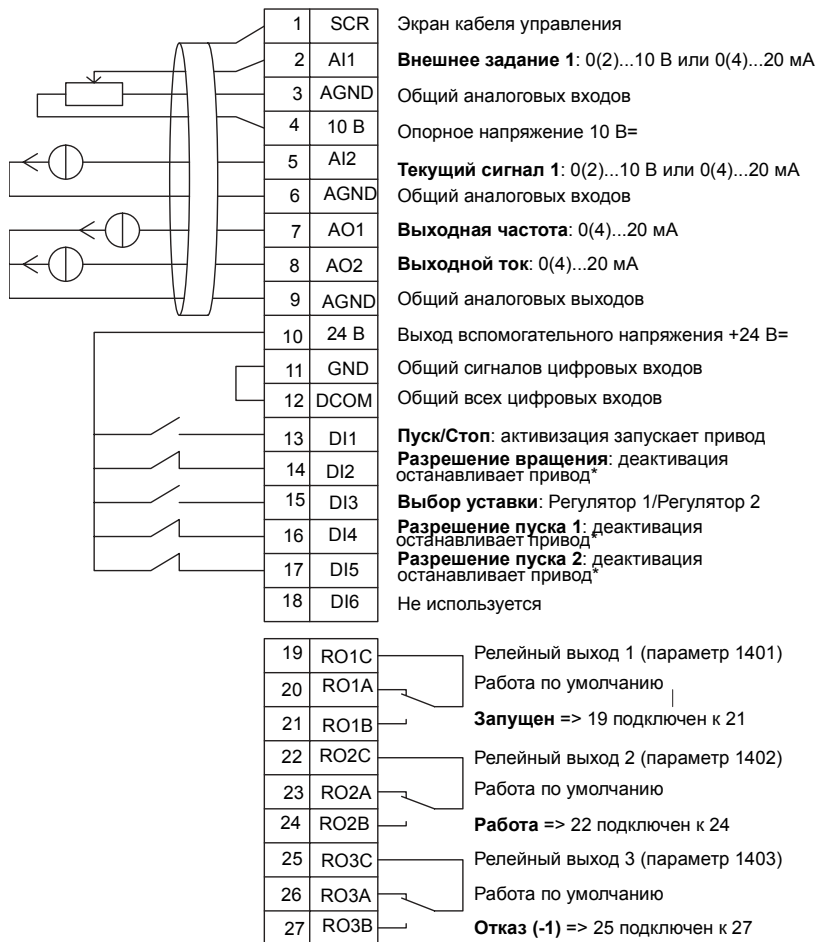 1 SCR Экран кабеля управления
2 AI1 Внешнее задание 1: 0(2)...10 В или 0(4)...20 мА
3 AGND Общий аналоговых входов
4 10 В Опорное напряжение 10 В=
5 AI2 Текущий сигнал 1: 0(2)...10 В или 0(4)...20 мА
6 AGND Общий аналоговых входов
7 AO1 Выходная частота: 0(4)...20 мА
8 AO2 Выходной ток: 0(4)...20 мА
9 AGND Общий аналоговых выходов
10 24 В Выход вспомогательного напряжения +24 В=
11 GND Общий сигналов цифровых входов
12 DCOM Общий всех цифровых входов
13 DI1 Пуск/Стоп: активизация запускает привод
14 DI2 Разрешение вращения: деактивация
останавливает привод*
15 DI3 Выбор уставки: Регулятор 1/Регулятор 2
16 DI4 Разрешение пуска 1: деактивация
останавливает привод*
17 DI5 Разрешение пуска 2: деактивация
останавливает привод*
18 DI6 Не используется
19 RO1C Релейный выход 1 (параметр 1401)
20 RO1A Работа по умолчанию
21 RO1B Запущен => 19 подключен к 21
22 RO2C Релейный выход 2 (параметр 1402)
23 RO2A Работа по умолчанию
24 RO2B Работа => 22 подключен к 24
25 RO3C Релейный выход 3 (параметр 1403)
26 RO3A Работа по умолчанию
27 RO3B Отказ (-1) => 25 подключен к 27